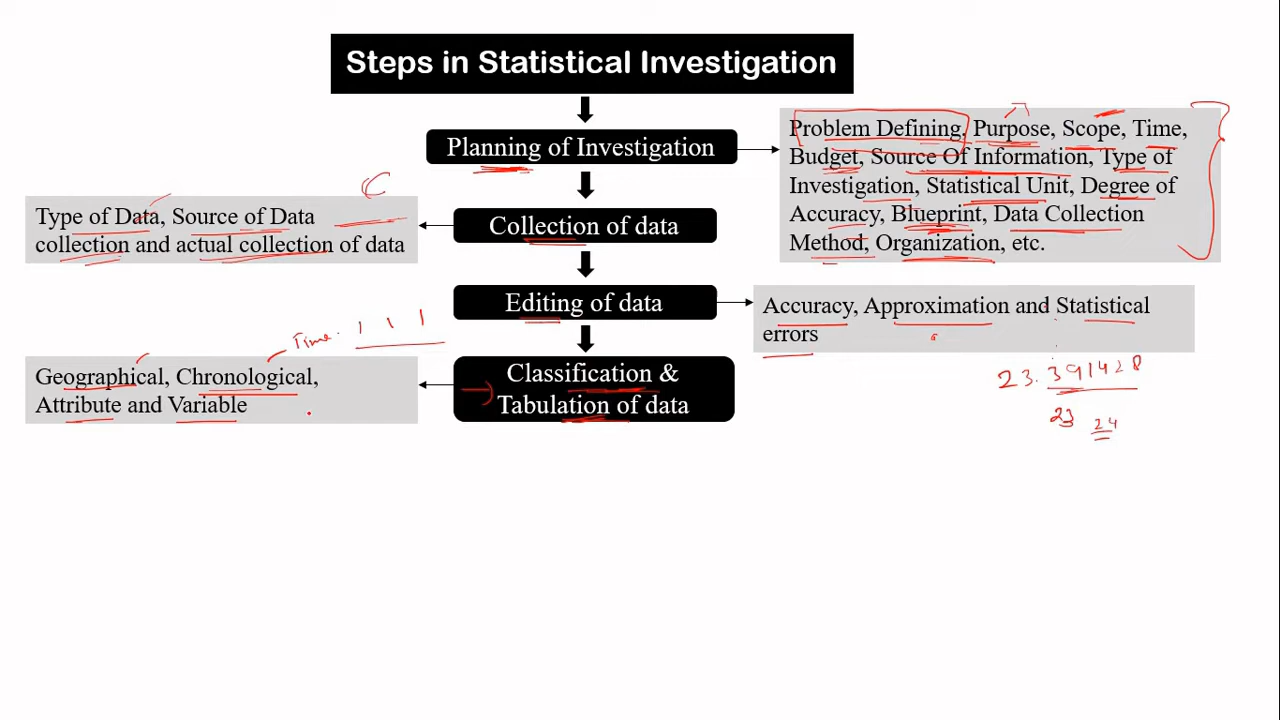 Steps in Statistical Investigation
Planning of Investigation
Problem Defining, Purpose, Scope, Time,
Budget, Source Of Information, Type of
Investigation, Statistical Unit, Degree of
Accuracy, Blueprint, Data Collection
Method, Organization, etc.
Collection of data
Type of Data, Source of Data
collection and actual collection of data
Editing of data
Accuracy, Approximation and Statistical
errors
23.391428
23 24
Classification &
Tabulation of data
Time.
Geographical, Chronological,
Attribute and Variable